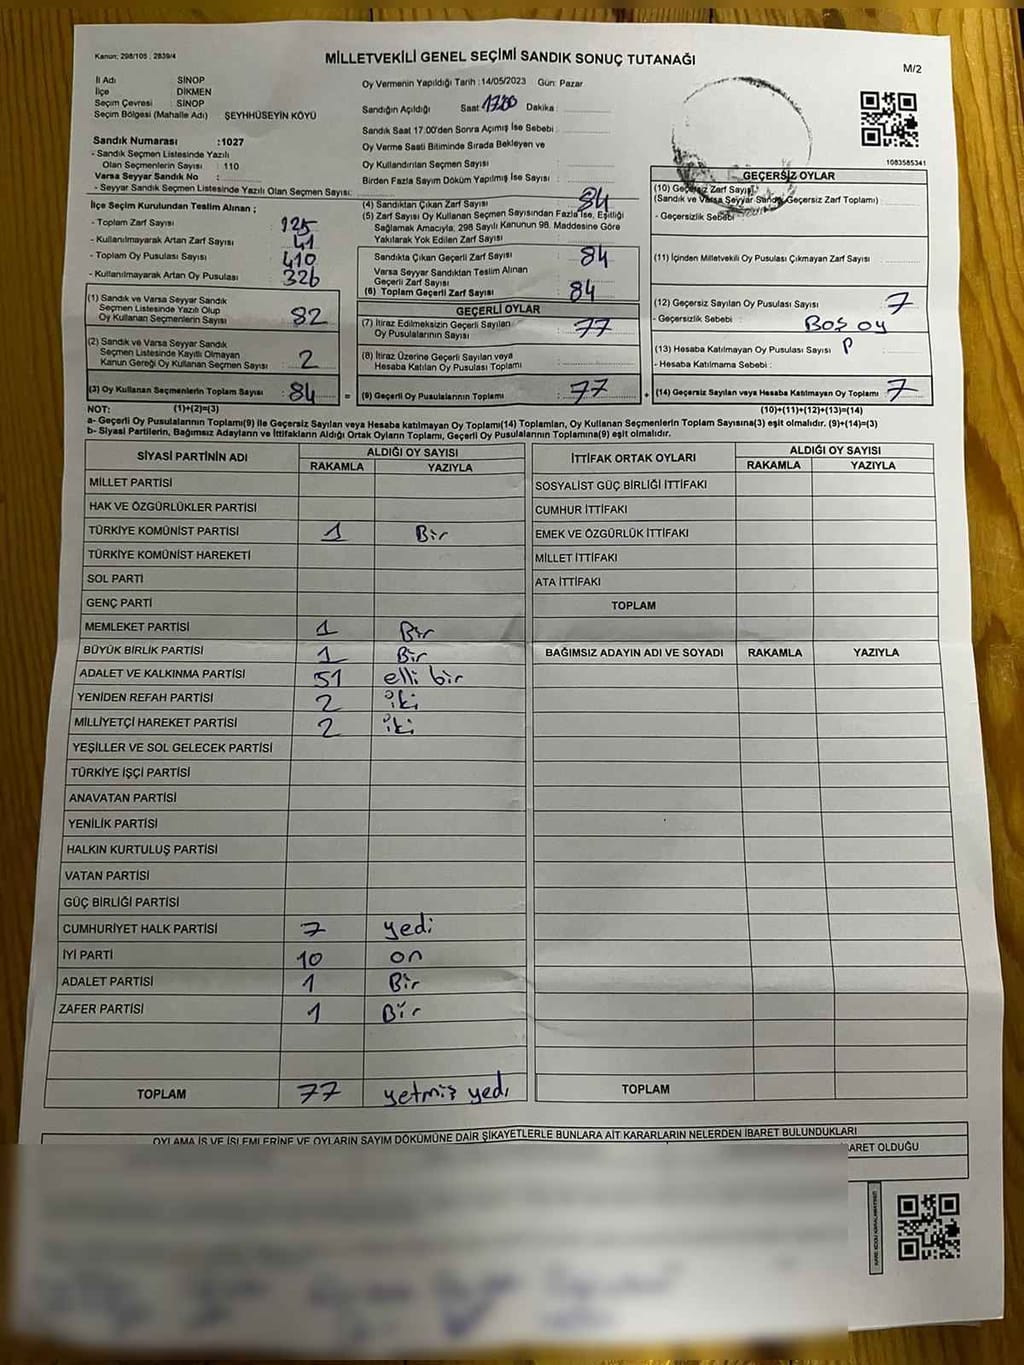 Kanun: 298/105, 2839/4
MİLLETVEKİLİ GENEL SEÇİMİ SANDIK SONUÇ TUTANAĞI
M/2
İl Adı SİNOP
İlçe DİKMEN
Seçim Çevresi SİNOP
Seçim Bölgesi (Mahalle Adı) ŞEYHHÜSEYİN KÖYÜ
Sandık Numarası :1027
- Sandık Seçmen Listesinde Yazılı
Olan Seçmenlerin Sayısı : 110
Varsa Seyyar Sandık No :
- Seyyar Sandık Seçmen Listesinde Yazılı Olan Seçmen Sayısı:
Oy Vermenin Yapıldığı Tarih : 14/05/2023 Gün: Pazar
Sandığın Açıldığı Saat 17.00 Dakika :
Sandık Saat 17.00'den Sonra Açımış İse Sebebi :
Oy Verme Saati Bitiminde Sırada Bekleyen ve
Oy Kullandırılan Seçmen Sayısı :
Birden Fazla Sayım Döküm Yapılmış İse Sayısı :
1083585341
İlçe Seçim Kurulundan Teslim Alınan ;
- Toplam Zarf Sayısı : 125
- Kullanılmayarak Artan Zarf Sayısı : 41
- Toplam Oy Pusulası Sayısı : 410
- Kullanılmayarak Artan Oy Pusulası : 326
(1) Sandık ve Varsa Seyyar Sandık
Seçmen Listesinde Yazılı Olup
Oy Kullanan Seçmenlerin Sayısı : 82
(2) Sandık ve Varsa Seyyar Sandık
Seçmen Listesinde Kayıtlı Olmayan
Kanun Gereği Oy Kullanan Seçmen Sayısı : 2
(3) Oy Kullanan Seçmenlerin Toplam Sayısı : 84
(4) Sandıktan Çıkan Zarf Sayısı : 84
(5) Zarf Sayısı Oy Kullanan Seçmen Sayısından Fazla İse, Eşitliği
Sağlamak Amacıyla, 298 Sayılı Kanunun 98. Maddesine Göre
Yakılarak Yok Edilen Zarf Sayısı :
Sandıkta Çıkan Geçerli Zarf Sayısı : 84
Varsa Seyyar Sandıktan Teslim Alınan
Geçerli Zarf Sayısı :
(6) Toplam Geçerli Zarf Sayısı : 84
GEÇERLİ OYLAR
(7) İtiraz Edilmeksizin Geçerli Sayılan
Oy Pusulalarının Sayısı : 77
(8) İtiraz Üzerine Geçerli Sayılan veya
Hesaba Katılan Oy Pusulası Toplamı :
= (9) Geçerli Oy Pusulalarının Toplamı : 77
GEÇERSİZ OYLAR
(10) Geçersiz Zarf Sayısı
(Sandık ve Varsa Seyyar Sandık Geçersiz Zarf Toplamı) :
- Geçersizlik Sebebi
(11) İçinden Milletvekili Oy Pusulası Çıkmayan Zarf Sayısı :
(12) Geçersiz Sayılan Oy Pusulası Sayısı : 7
- Geçersizlik Sebebi : BOŞ OY
(13) Hesaba Katılmayan Oy Pusulası Sayısı :
- Hesaba Katılmama Sebebi :
+ (14) Geçersiz Sayılan veya Hesaba Katılmayan Oy Toplamı : 7
NOT: (1)+(2)=(3)
(10)+(11)+(12)+(13)=(14)
a- Geçerli Oy Pusulalarının Toplamı(9) ile Geçersiz Sayılan veya Hesaba katılmayan Oy Toplamı(14) Toplamları, Oy Kullanan Seçmenlerin Toplam Sayısına(3) eşit olmalıdır. (9)+(14)=(3)
b- Siyasi Partilerin, Bağımsız Adayların ve İttifakların Aldığı Ortak Oyların Toplamı, Geçerli Oy Pusulalarının Toplamına(9) eşit olmalıdır.
SİYASİ PARTİNİN ADI ALDIĞI OY SAYISI
RAKAMLA YAZIYLA
MİLLET PARTİSİ
HAK VE ÖZGÜRLÜKLER PARTİSİ
TÜRKİYE KOMÜNİST PARTİSİ 1 Bir
TÜRKİYE KOMÜNİST HAREKETİ
SOL PARTİ
GENÇ PARTİ
MEMLEKET PARTİSİ 1 Bir
BÜYÜK BİRLİK PARTİSİ 1 Bir
ADALET VE KALKINMA PARTİSİ 51 elli bir
YENİDEN REFAH PARTİSİ 2 iki
MİLLİYETÇİ HAREKET PARTİSİ 2 iki
YEŞİLLER VE SOL GELECEK PARTİSİ
TÜRKİYE İŞÇİ PARTİSİ
ANAVATAN PARTİSİ
YENİLİK PARTİSİ
HALKIN KURTULUŞ PARTİSİ
VATAN PARTİSİ
GÜÇ BİRLİĞİ PARTİSİ
CUMHURİYET HALK PARTİSİ 7 yedi
İYİ PARTİ 10 on
ADALET PARTİSİ 1 Bir
ZAFER PARTİSİ 1 Bir
TOPLAM 77 yetmiş yedi
İTTİFAK ORTAK OYLARI ALDIĞI OY SAYISI
RAKAMLA YAZIYLA
SOSYALİST GÜÇ BİRLİĞİ İTTİFAKI
CUMHUR İTTİFAKI
EMEK VE ÖZGÜRLÜK İTTİFAKI
MİLLET İTTİFAKI
ATA İTTİFAKI
TOPLAM
BAĞIMSIZ ADAYIN ADI VE SOYADI RAKAMLA YAZIYLA
TOPLAM
OYLAMA İŞ VE İŞLEMLERİNE VE OYLARIN SAYIM DÖKÜMÜNE DAİR ŞİKAYETLERLE BUNLARA AİT KARARLARIN NELERDEN İBARET BULUNDUKLARI
İBARET OLDUĞU